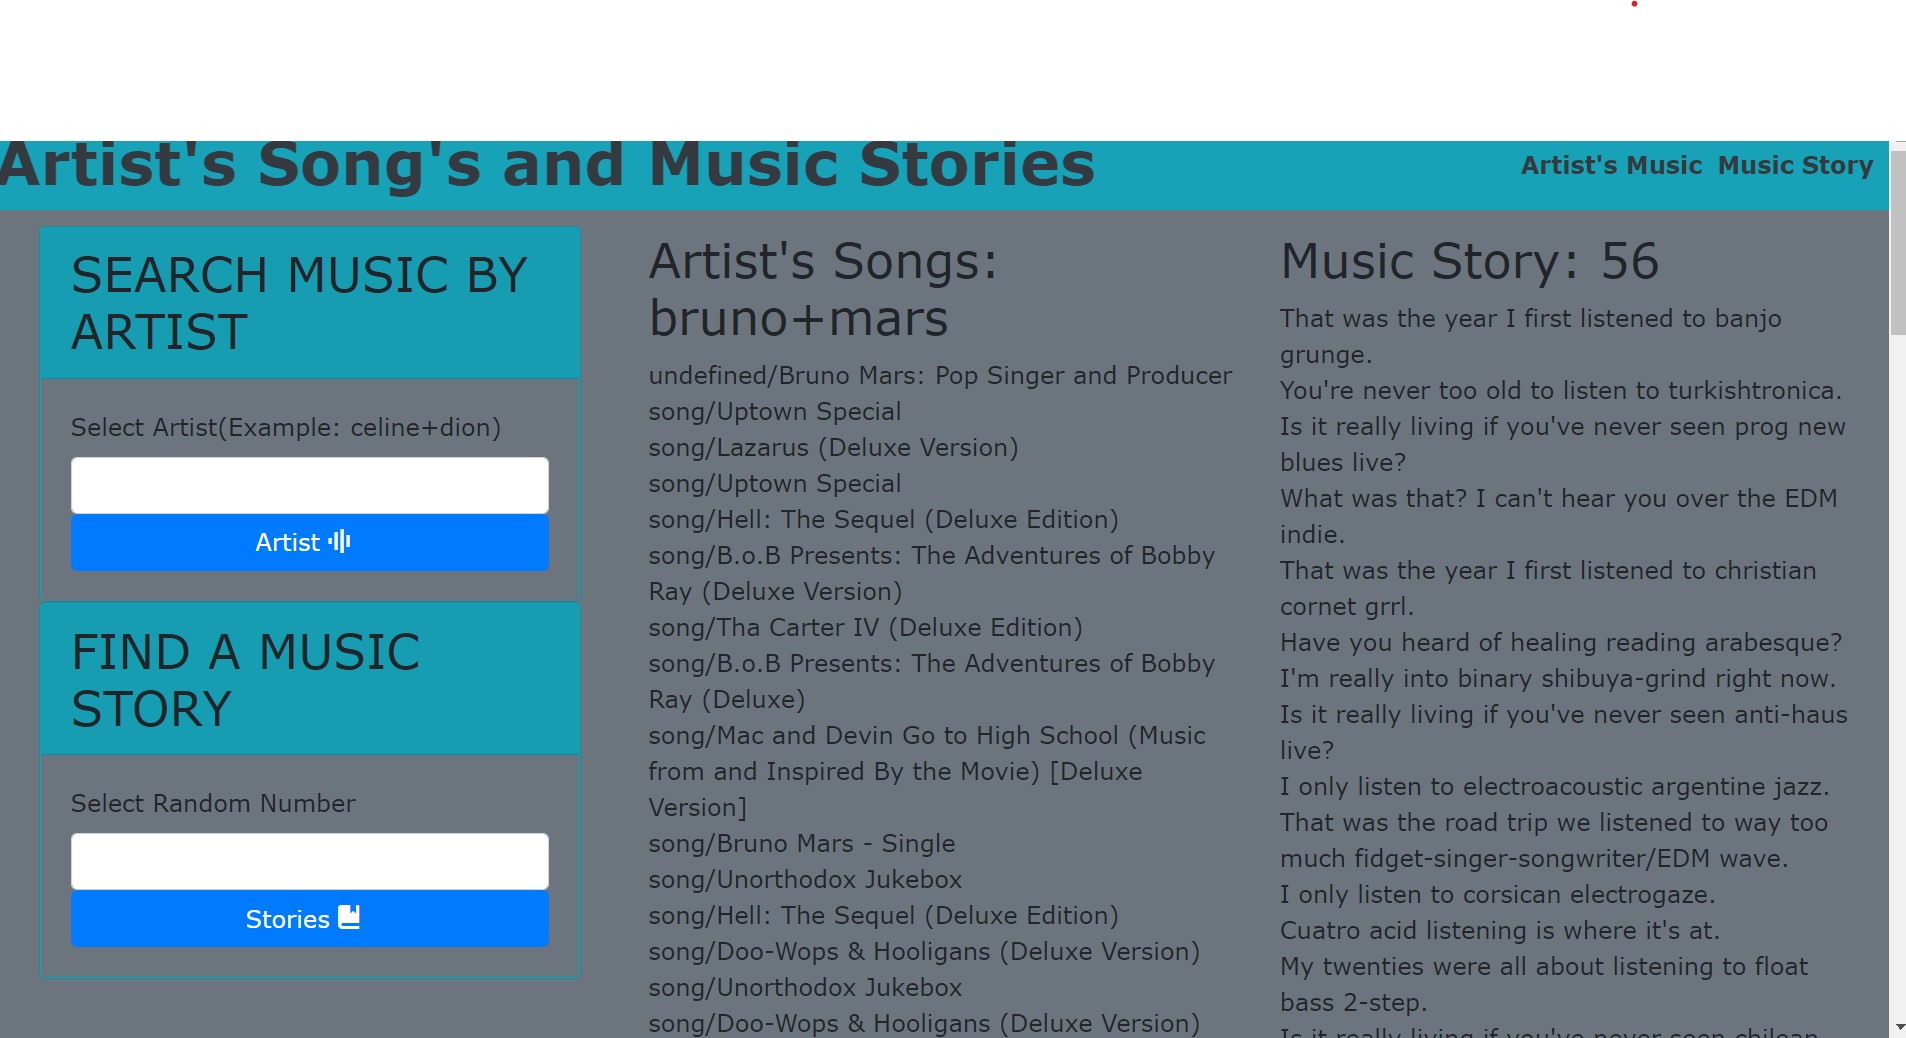 Artist's Song's and Music Stories
Artist's Music Music Story
SEARCH MUSIC BY
ARTIST
Select Artist(Example: celine+dion)
Artist
FIND A MUSIC
STORY
Select Random Number
Stories
Artist's Songs:
bruno+mars
undefined/Bruno Mars: Pop Singer and Producer
song/Uptown Special
song/Lazarus (Deluxe Version)
song/Uptown Special
song/Hell: The Sequel (Deluxe Edition)
song/B.o.B Presents: The Adventures of Bobby
Ray (Deluxe Version)
song/Tha Carter IV (Deluxe Edition)
song/B.o.B Presents: The Adventures of Bobby
Ray (Deluxe)
song/Mac and Devin Go to High School (Music
from and Inspired By the Movie) [Deluxe
Version]
song/Bruno Mars - Single
song/Unorthodox Jukebox
song/Hell: The Sequel (Deluxe Edition)
song/Doo-Wops & Hooligans (Deluxe Version)
song/Unorthodox Jukebox
song/Doo-Wops & Hooligans (Deluxe Version)
Music Story: 56
That was the year I first listened to banjo
grunge.
You're never too old to listen to turkishtronica.
Is it really living if you've never seen prog new
blues live?
What was that? I can't hear you over the EDM
indie.
That was the year I first listened to christian
cornet grrl.
Have you heard of healing reading arabesque?
I'm really into binary shibuya-grind right now.
Is it really living if you've never seen anti-haus
live?
I only listen to electroacoustic argentine jazz.
That was the road trip we listened to way too
much fidget-singer-songwriter/EDM wave.
I only listen to corsican electrogaze.
Cuatro acid listening is where it's at.
My twenties were all about listening to float
bass 2-step.
Is it really living if you've never seen chilean